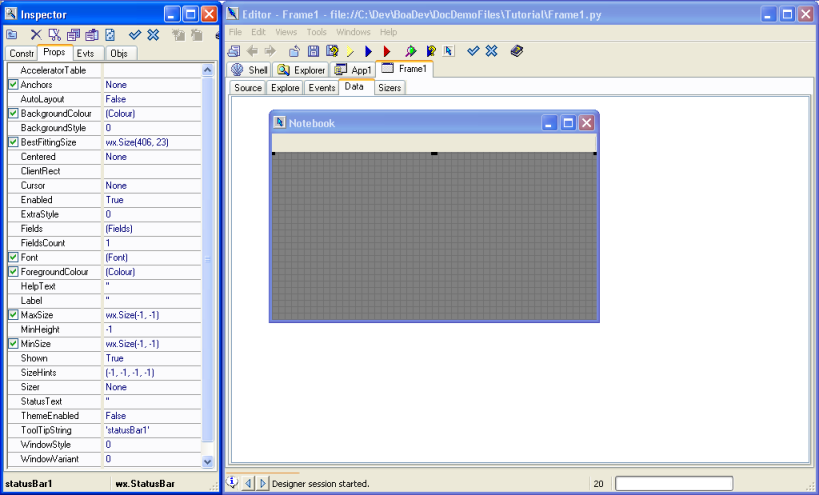 Inspector
Constr Props Evts Objs
AcceleratorTable
Anchors None
AutoLayout False
BackgroundColour (Colour)
BackgroundStyle 0
BestFittingSize wx.Size(406, 23)
Centered None
ClientRect
Cursor None
Enabled True
ExtraStyle 0
Fields (Fields)
FieldsCount 1
Font (Font)
ForegroundColour (Colour)
HelpText ''
Label ''
MaxSize wx.Size(-1, -1)
MinHeight -1
MinSize wx.Size(-1, -1)
Shown True
SizeHints (-1, -1, -1, -1)
Sizer None
StatusText ''
ThemeEnabled False
ToolTipString 'statusBar1'
WindowStyle 0
WindowVariant 0
statusBar1 wx.StatusBar
Editor - Frame1 - file://C:\Dev\BoaDev\DocDemoFiles\Tutorial\Frame1.py
File Edit Views Tools Windows Help
Shell Explorer App1 Frame1
Source Explore Events Data Sizers
Notebook
Designer session started. 20